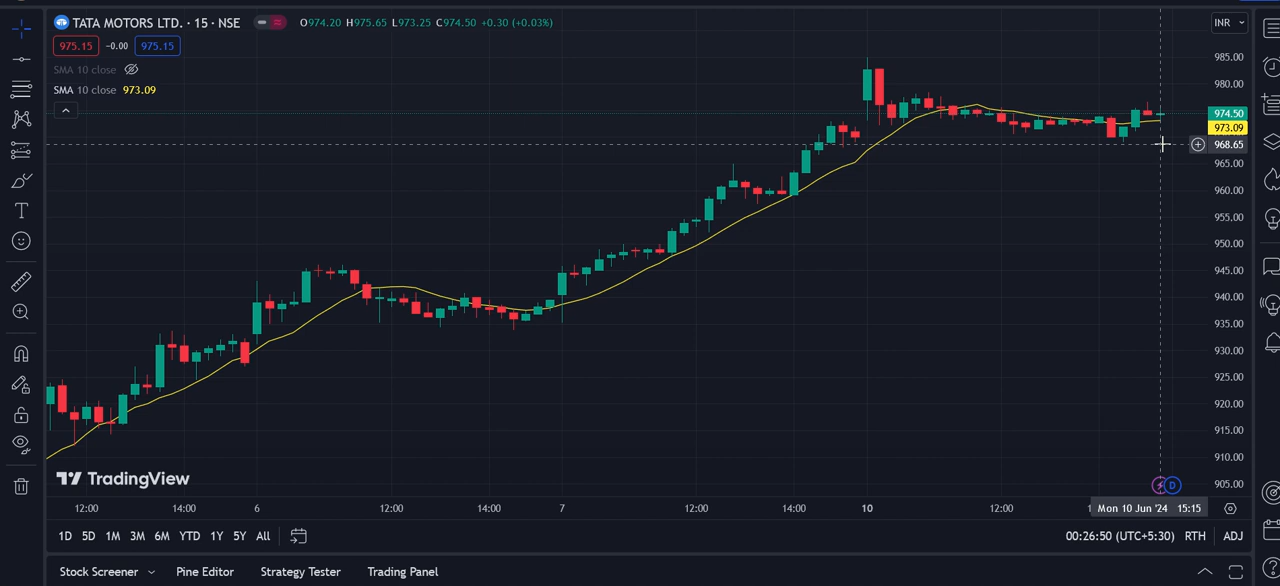 TATA MOTORS LTD. · 15 · NSE
O974.20 H975.65 L973.25 C974.50 +0.30 (+0.03%)
INR
975.15 -0.00 975.15
SMA 10 close
SMA 10 close 973.09
985.00
980.00
974.50
973.09
968.65
965.00
960.00
955.00
950.00
945.00
940.00
935.00
930.00
925.00
920.00
915.00
910.00
905.00
TradingView
D
12:00 14:00 6 12:00 14:00 7 12:00 14:00 10 12:00 Mon 10 Jun '24 15:15
1D 5D 1M 3M 6M YTD 1Y 5Y All
00:26:50 (UTC+5:30) RTH ADJ
Stock Screener Pine Editor Strategy Tester Trading Panel